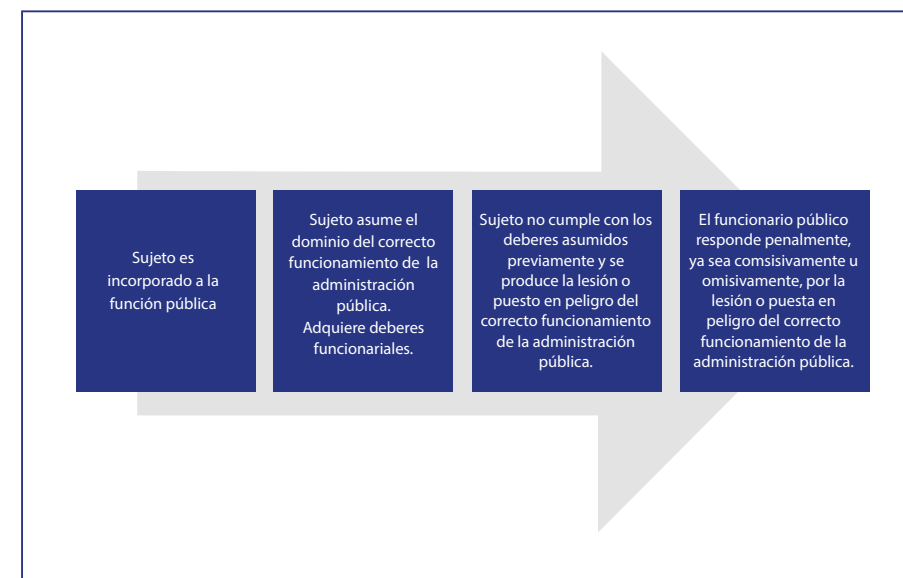 Sujeto es
incorporado a la
función pública
Sujeto asume el
dominio del correcto
funcionamiento de la
administración
pública.
Adquiere deberes
funcionariales.
Sujeto no cumple con los
deberes asumidos
previamente y se
produce la lesión o
puesto en peligro del
correcto funcionamiento
de la administración
pública.
El funcionario público
responde penalmente,
ya sea comsisivamente u
omisivamente, por la
lesión o puesta en
peligro del correcto
funcionamiento de la
administración pública.